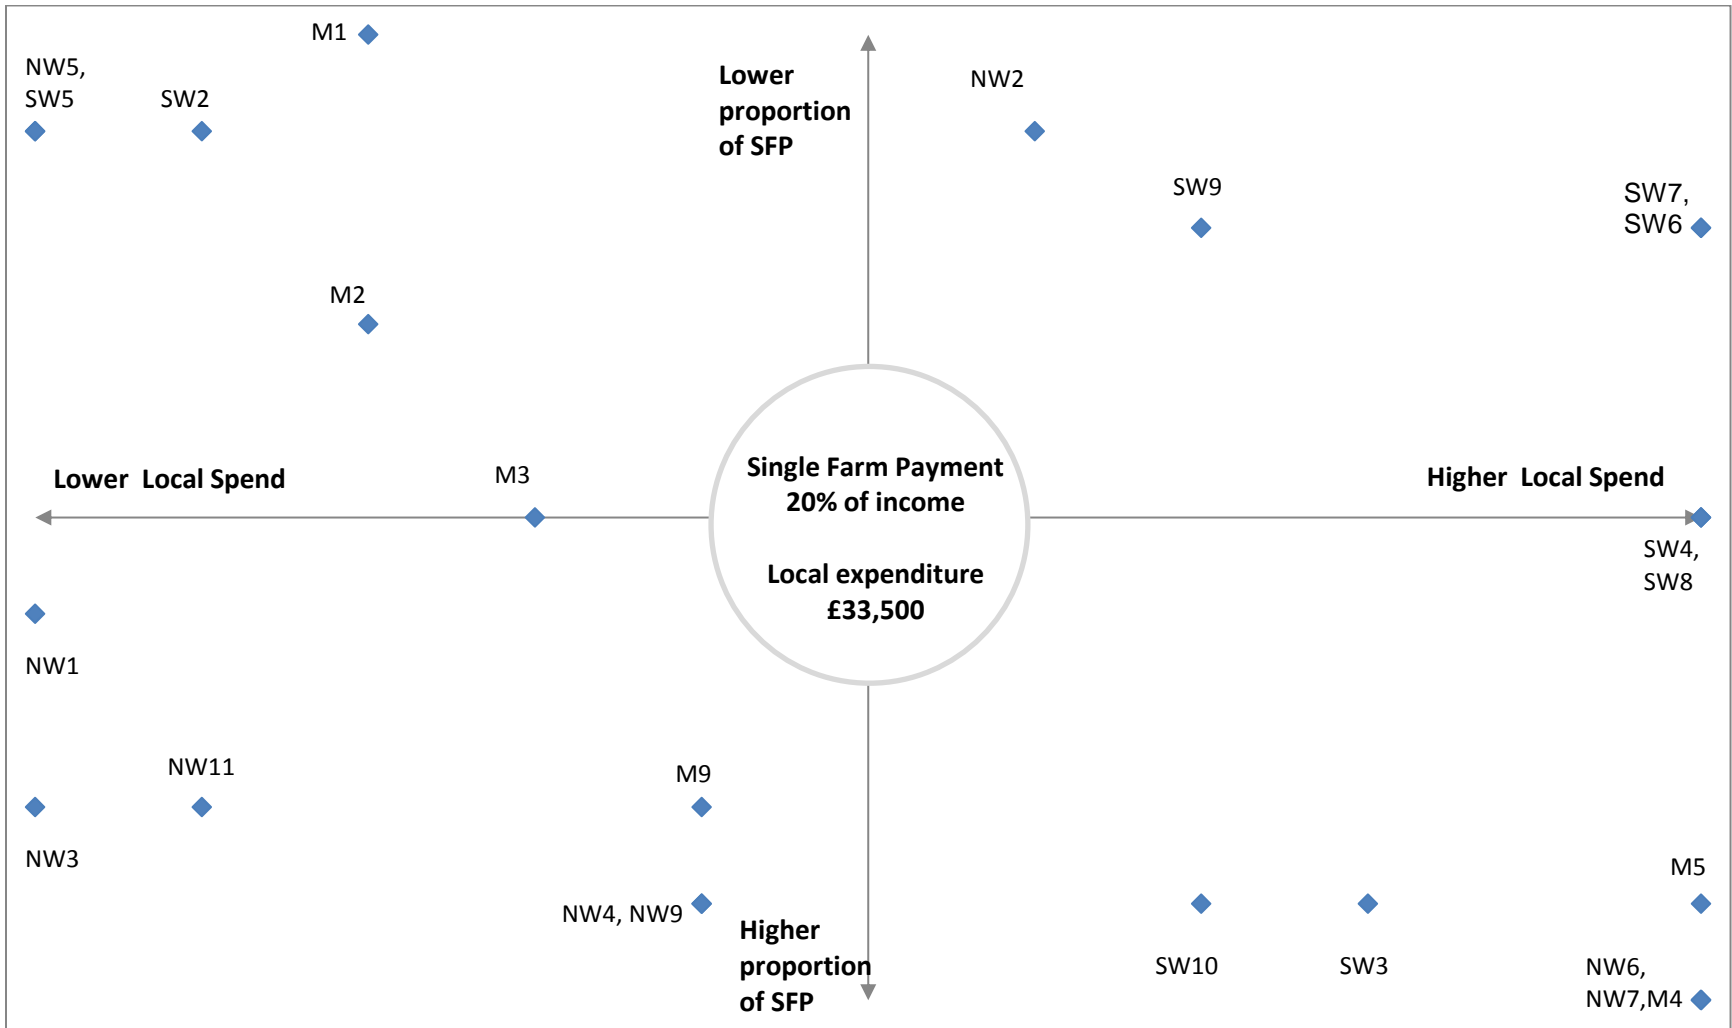 M1
NW5,
SW5
SW2
Lower
proportion
of SFP
NW2
SW9
SW7,
SW6
M2
Lower  Local Spend
M3
Single Farm Payment
20% of income
Local expenditure
£33,500
Higher  Local Spend
SW4,
SW8
NW1
NW11
M9
NW3
NW4, NW9
Higher
proportion
of SFP
SW10
SW3
M5
NW6,
NW7,M4